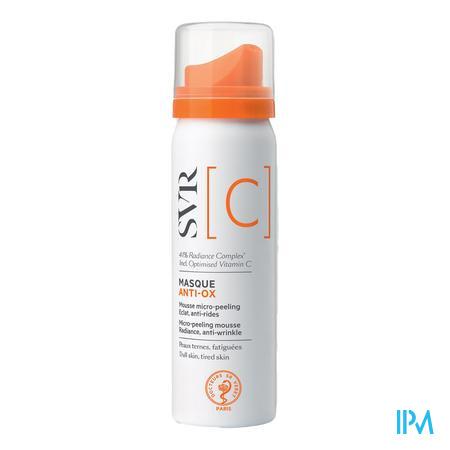 SVR
[C]
41% Radiance Complex*
Incl. Optimised Vitamin C
MASQUE
ANTI-OX
Mousse micro-peeling
Eclat, anti-rides
Micro-peeling mousse
Radiance, anti-wrinkle
Peaux ternes, fatiguées
Dull skin, tired skin
PARIS
IPM